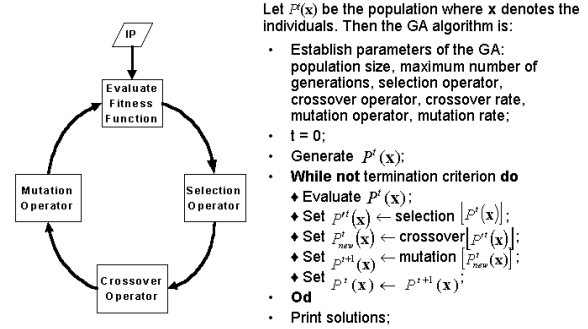 IP
Evaluate
Fitness
Function
Selection
Operator
Crossover
Operator
Mutation
Operator
Let P^t(x) be the population where x denotes the
individuals. Then the GA algorithm is:
• Establish parameters of the GA:
population size, maximum number of
generations, selection operator,
crossover operator, crossover rate,
mutation operator, mutation rate;
• t = 0;
• Generate P^t(x);
• While not termination criterion do
♦ Evaluate P^t(x);
♦ Set P'^t(x) ← selection ⌊P^t(x)⌋;
♦ Set P^t_new(x) ← crossover⌊P'^t(x)⌋;
♦ Set P^{t+1}(x) ← mutation [P^t_new(x)];
♦ Set P^t(x) ← P^{t+1}(x);
• Od
• Print solutions;